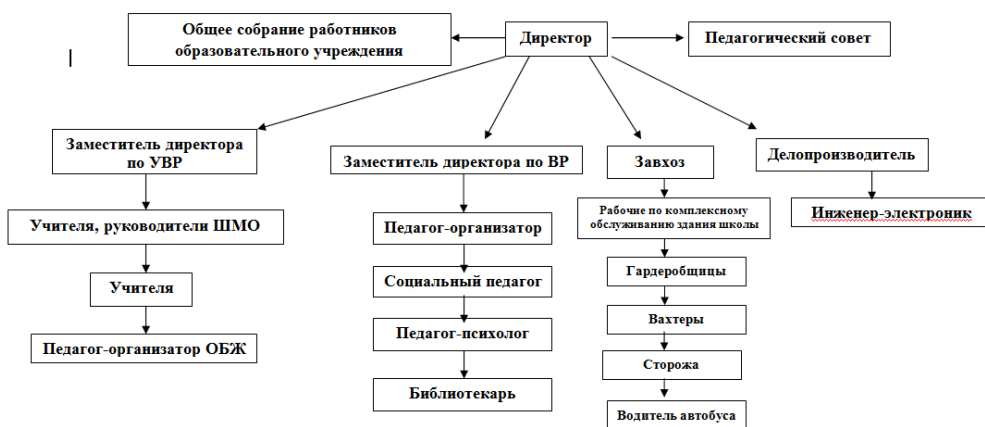 Общее собрание работников
образовательного учреждения
Директор
Педагогический совет
Заместитель директора
по УВР
Заместитель директора по ВР
Завхоз
Делопроизводитель
Учителя, руководители ШМО
Педагог-организатор
Рабочие по комплексному
обслуживанию здания школы
Инженер-электроник
Учителя
Социальный педагог
Гардеробщицы
Педагог-организатор ОБЖ
Педагог-психолог
Вахтеры
Библиотекарь
Сторожа
Водитель автобуса